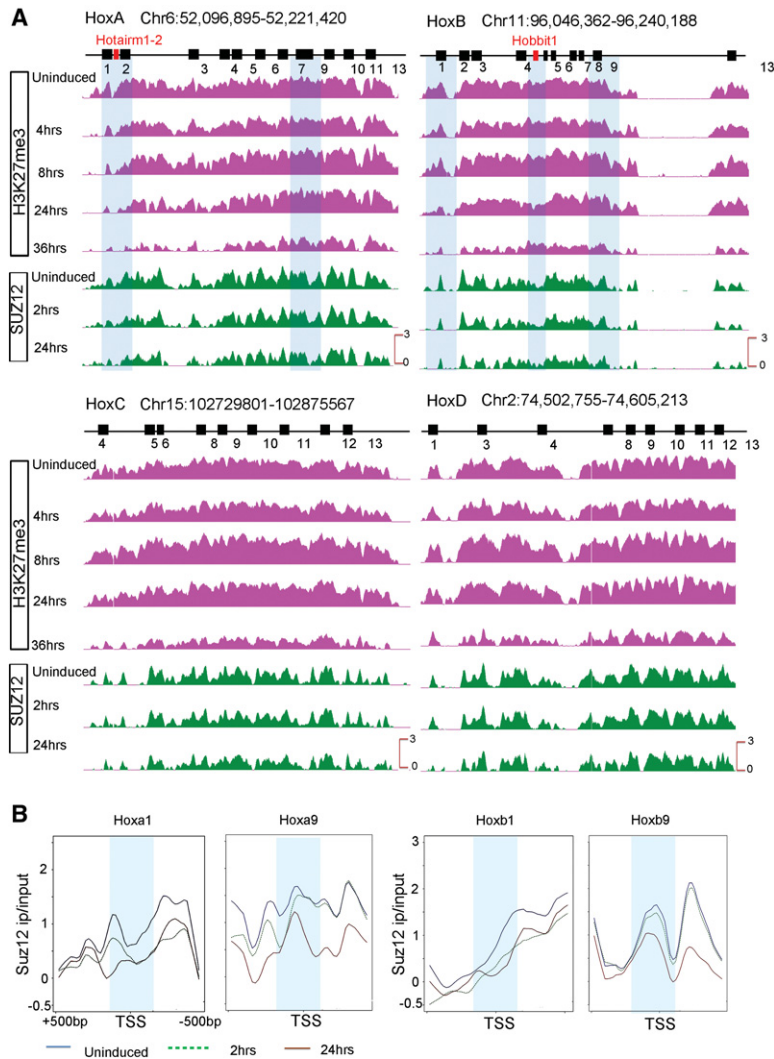 A
HoxA Chr6:52,096,895-52,221,420
Hotairm1-2
1 2 3 4 5 6 7 9 10 11 13
H3K27me3
Uninduced
4hrs
8hrs
24hrs
36hrs
SUZ12
Uninduced
2hrs
24hrs
3
0
HoxB Chr11:96,046,362-96,240,188
Hobbit1
1 2 3 4 5 6 7 8 9 13
3
0
HoxC Chr15:102729801-102875567
4 5 6 8 9 10 11 12 13
H3K27me3
Uninduced
4hrs
8hrs
24hrs
36hrs
SUZ12
Uninduced
2hrs
24hrs
3
0
HoxD Chr2:74,502,755-74,605,213
1 3 4 8 9 10 11 12 13
3
0
B
Hoxa1
Suz12 ip/input
2
1
0
-0.5
+500bp TSS -500bp
Hoxa9
TSS
Hoxb1
Suz12 ip/input
3
2
1
0
-0.5
TSS
Hoxb9
TSS
Uninduced 2hrs 24hrs